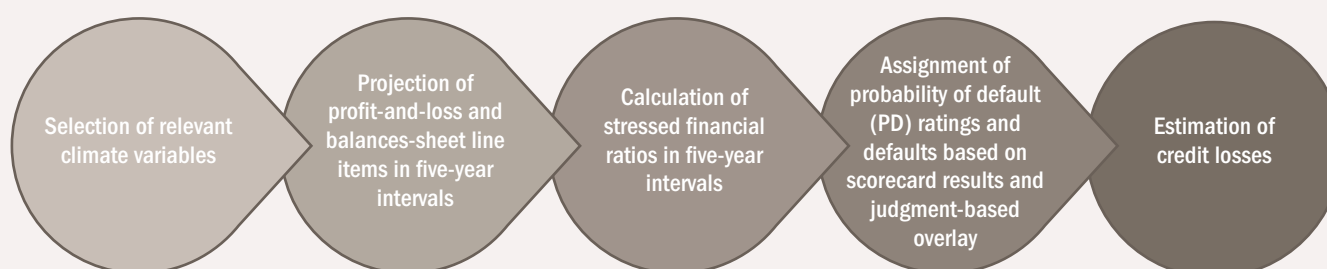 Selection of relevant
climate variables
Projection of
profit-and-loss and
balances-sheet line
items in five-year
intervals
Calculation of
stressed financial
ratios in five-year
intervals
Assignment of
probability of default
(PD) ratings and
defaults based on
scorecard results and
judgment-based
overlay
Estimation of
credit losses